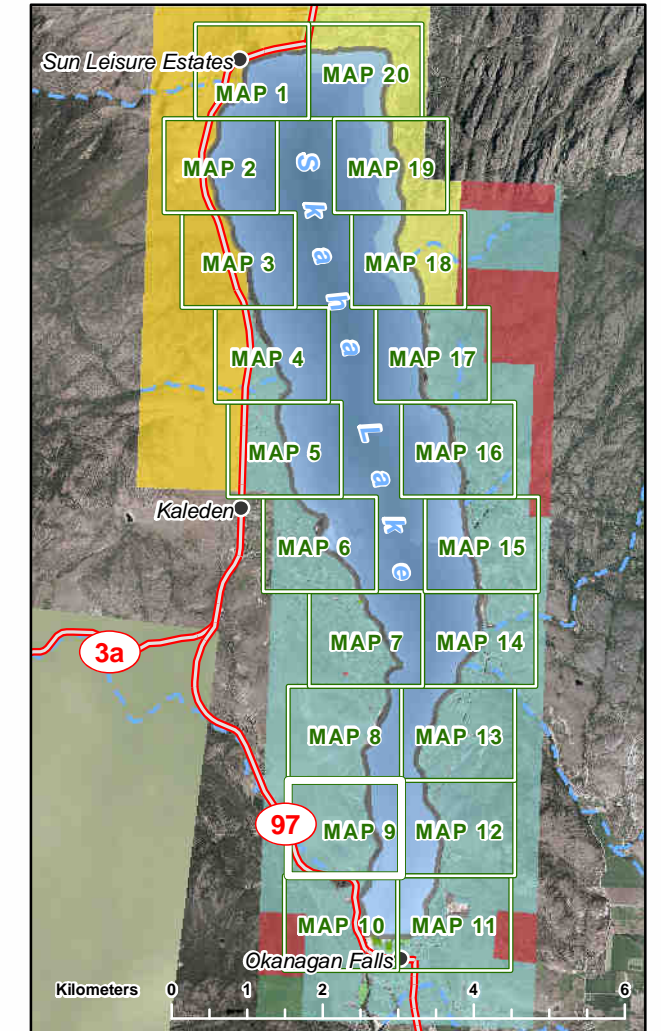 Sun Leisure Estates
MAP 1
MAP 20
MAP 2
MAP 19
MAP 3
MAP 18
MAP 4
MAP 17
MAP 5
MAP 16
Skaha Lake
Kaleden
MAP 6
MAP 15
3a
MAP 7
MAP 14
MAP 8
MAP 13
97
MAP 9
MAP 12
MAP 10
MAP 11
Okanagan Falls
Kilometers 0 1 2 4 6